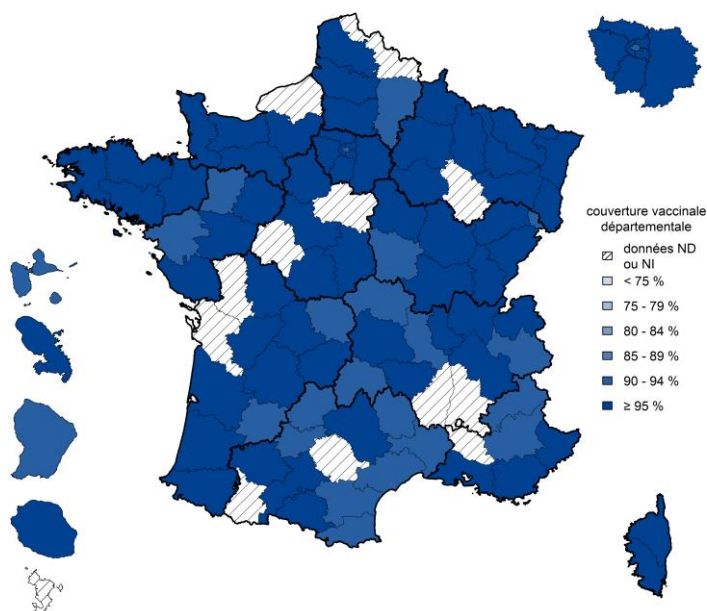 couverture vaccinale
départementale
données ND
ou NI
< 75 %
75 - 79 %
80 - 84 %
85 - 89 %
90 - 94 %
≥ 95 %